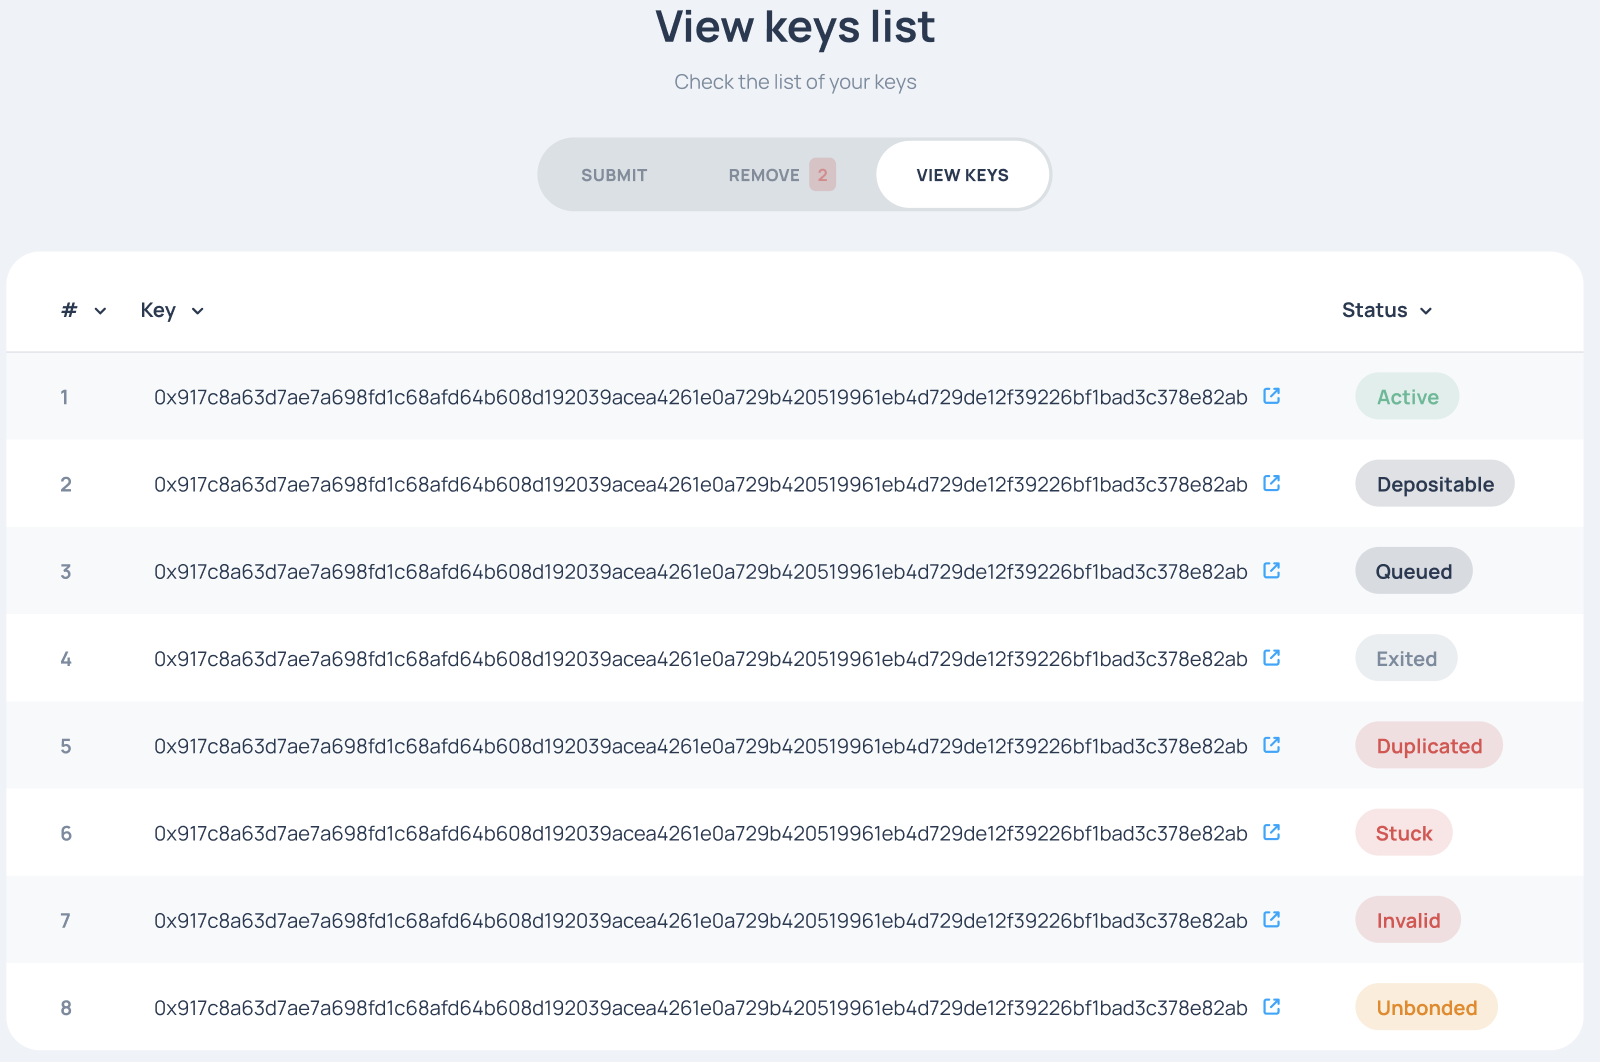 View keys list
Check the list of your keys
SUBMIT REMOVE 2 VIEW KEYS
# Key Status
1 0x917c8a63d7ae7a698fd1c68afd64b608d192039acea4261e0a729b420519961eb4d729de12f39226bf1bad3c378e82ab Active
2 0x917c8a63d7ae7a698fd1c68afd64b608d192039acea4261e0a729b420519961eb4d729de12f39226bf1bad3c378e82ab Depositable
3 0x917c8a63d7ae7a698fd1c68afd64b608d192039acea4261e0a729b420519961eb4d729de12f39226bf1bad3c378e82ab Queued
4 0x917c8a63d7ae7a698fd1c68afd64b608d192039acea4261e0a729b420519961eb4d729de12f39226bf1bad3c378e82ab Exited
5 0x917c8a63d7ae7a698fd1c68afd64b608d192039acea4261e0a729b420519961eb4d729de12f39226bf1bad3c378e82ab Duplicated
6 0x917c8a63d7ae7a698fd1c68afd64b608d192039acea4261e0a729b420519961eb4d729de12f39226bf1bad3c378e82ab Stuck
7 0x917c8a63d7ae7a698fd1c68afd64b608d192039acea4261e0a729b420519961eb4d729de12f39226bf1bad3c378e82ab Invalid
8 0x917c8a63d7ae7a698fd1c68afd64b608d192039acea4261e0a729b420519961eb4d729de12f39226bf1bad3c378e82ab Unbonded